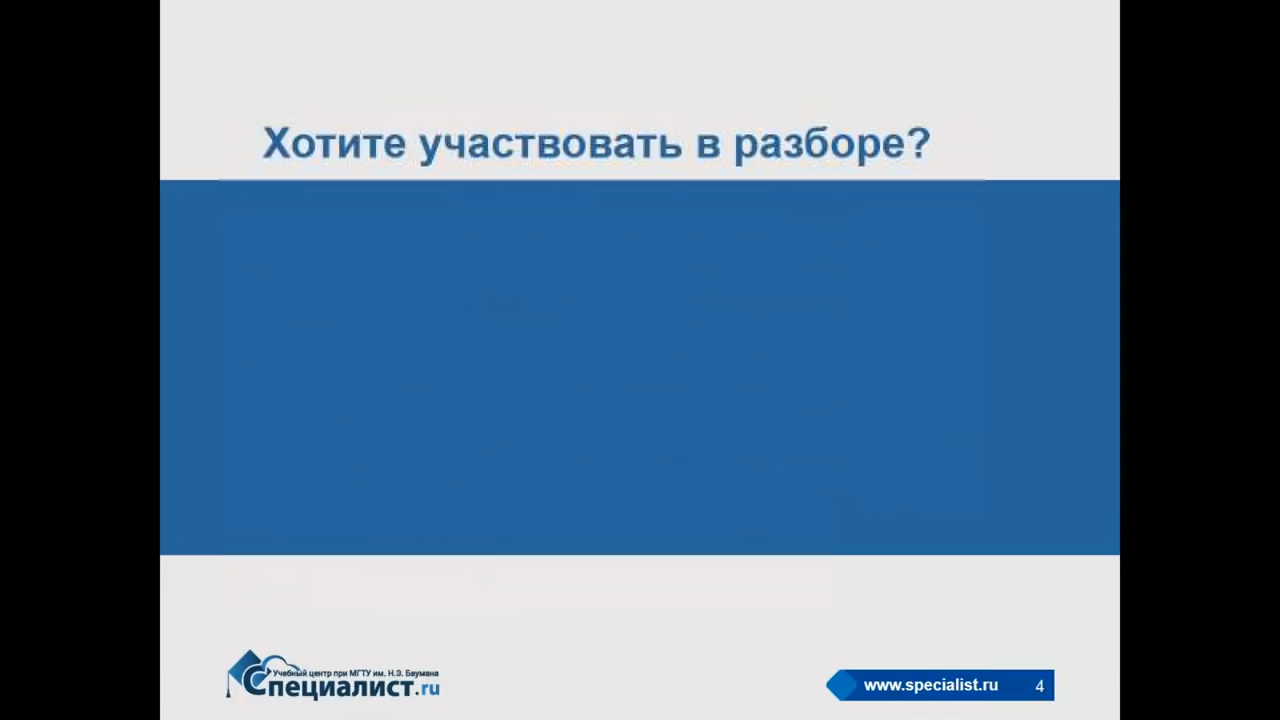 Хотите участвовать в разборе?
Учебный центр при МГТУ им. Н.Э. Баумана
Специалист.ru
www.specialist.ru 4